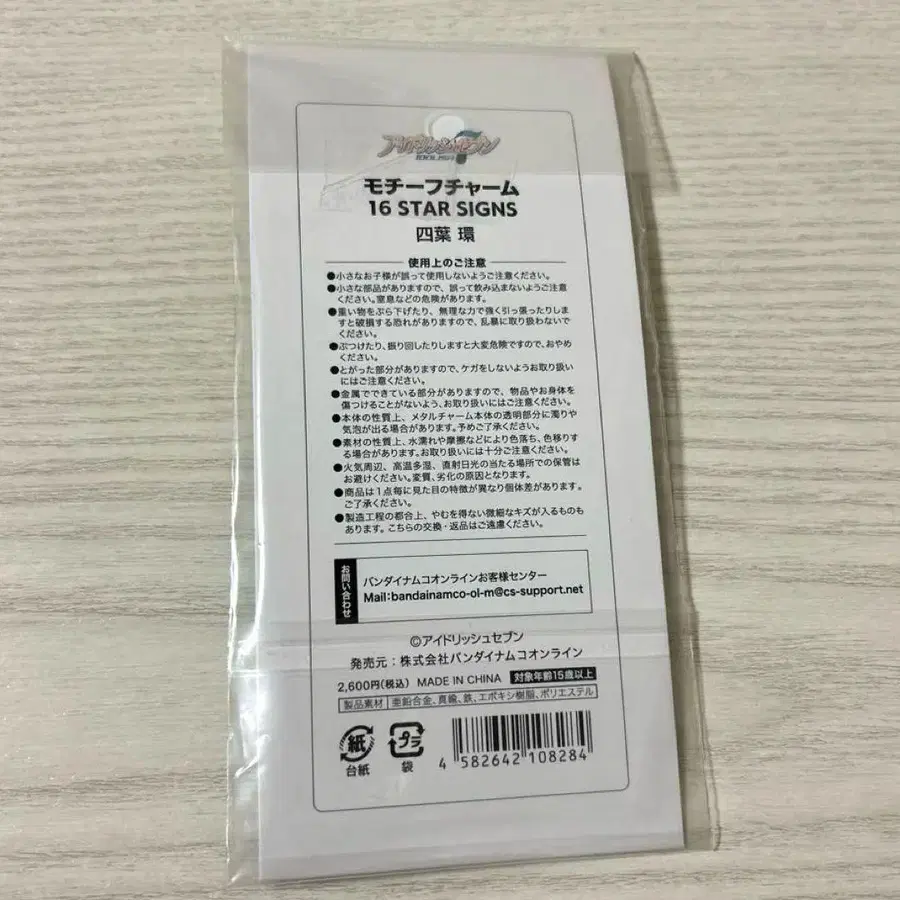 アイドリッシュセブン
IDOLiSH7
モチーフチャーム
16 STAR SIGNS
四葉 環
使用上のご注意
●小さなお子様が誤って使用しないようご注意ください。
●小さな部品がありますので、誤って飲み込まないようご注意
ください。窒息などの危険があります。
●重い物をぶら下げたり、無理な力で強く引っ張ったりしま
すと破損する恐れがありますので、乱暴に取り扱わないで
ください。
●ぶつけたり、振り回したりしますと大変危険ですので、おやめ
ください。
●とがった部分がありますので、ケガをしないようお取り扱い
にはご注意ください。
●金属でできている部分がありますので、物品やお身体を
傷つけることがないよう、お取り扱いにはご注意ください。
●本体の性質上、メタルチャーム本体の透明部分に濁りや
気泡が出る場合があります。予めご了承ください。
●素材の性質上、水濡れや摩擦などにより色落ち、色移りす
る場合があります。お取り扱いには十分ご注意ください。
●火気周辺、高温多湿、直射日光の当たる場所での保管は
お避けください。変質、劣化の原因となります。
●商品は1点毎に見た目の特徴が異なり個体差があります。
ご了承ください。
●製造工程の都合上、やむを得ない微細なキズが入るものも
あります。こちらの交換・返品はご遠慮ください。
お問い合わせ
バンダイナムコオンラインお客様センター
Mail:bandainamco-ol-m@cs-support.net
©アイドリッシュセブン
発売元:株式会社バンダイナムコオンライン
2,600円(税込) MADE IN CHINA 対象年齢15歳以上
製品素材 亜鉛合金、真鍮、鉄、エポキシ樹脂、ポリエステル
紙 プラ
台紙 袋
4 582642 108284